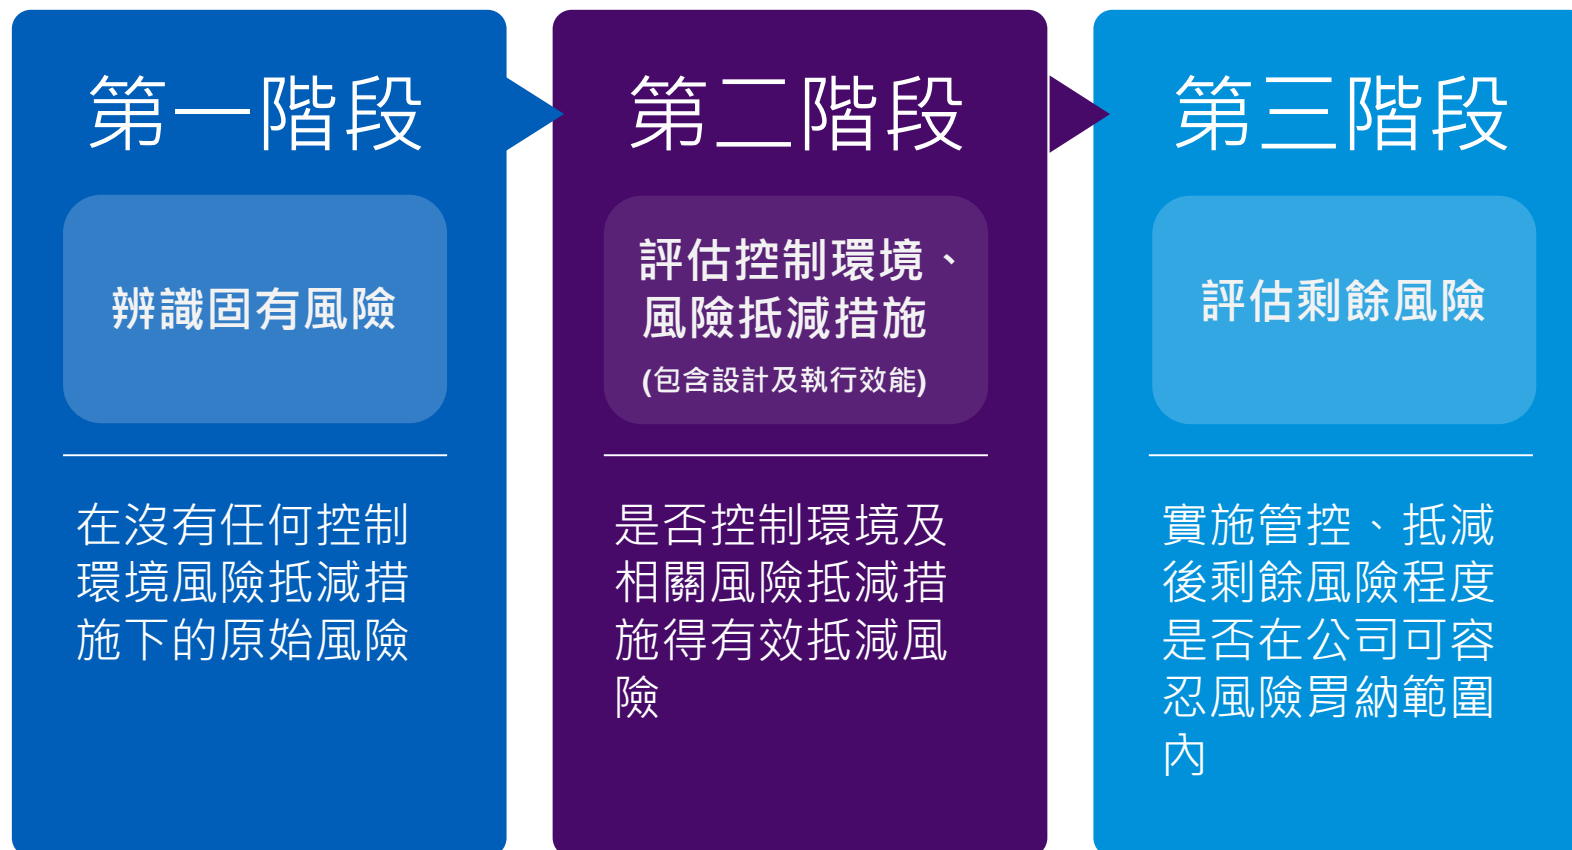 第一階段
辨識固有風險
在沒有任何控制
環境風險抵減措
施下的原始風險
第二階段
評估控制環境、
風險抵減措施
(包含設計及執行效能)
是否控制環境及
相關風險抵減措
施得有效抵減風
險
第三階段
評估剩餘風險
實施管控、抵減
後剩餘風險程度
是否在公司可容
忍風險胃納範圍
內